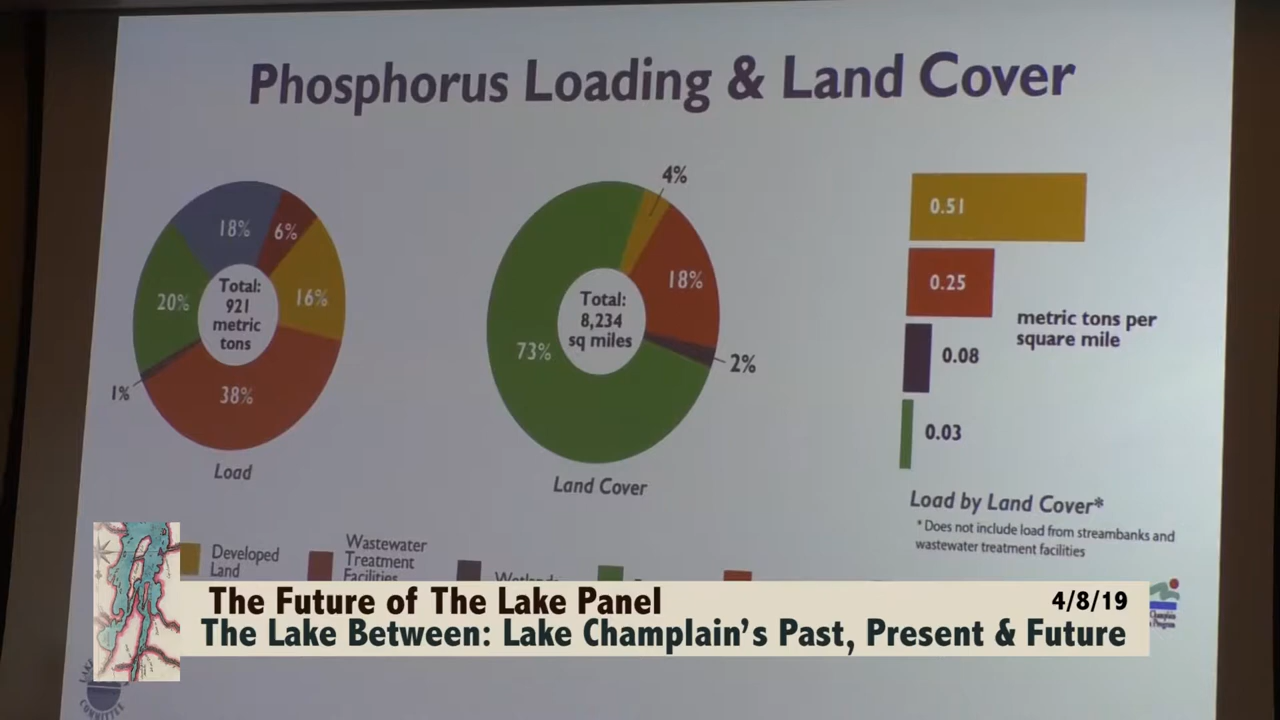 Phosphorus Loading & Land Cover
18%
6%
16%
38%
1%
20%
Total:
921
metric
tons
Load
4%
18%
2%
73%
Total:
8,234
sq miles
Land Cover
0.51
0.25
0.08
0.03
metric tons per
square mile
Load by Land Cover*
* Does not include load from streambanks and
wastewater treatment facilities
Developed
Land
Wastewater
Treatment
Facilities
The Future of The Lake Panel
4/8/19
The Lake Between: Lake Champlain's Past, Present & Future
LAKE
COMMITTEE